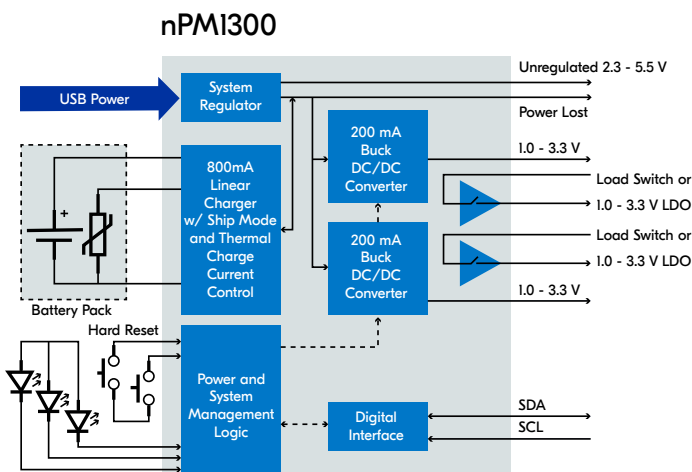 nPM1300
USB Power
System
Regulator
Unregulated 2.3 - 5.5 V
Power Lost
200 mA
Buck
DC/DC
Converter
1.0 - 3.3 V
800mA
Linear
Charger
w/ Ship Mode
and Thermal
Charge
Current
Control
Load Switch or
1.0 - 3.3 V LDO
200 mA
Buck
DC/DC
Converter
Load Switch or
1.0 - 3.3 V LDO
1.0 - 3.3 V
+
Battery Pack
Hard Reset
Power and
System
Management
Logic
Digital
Interface
SDA
SCL